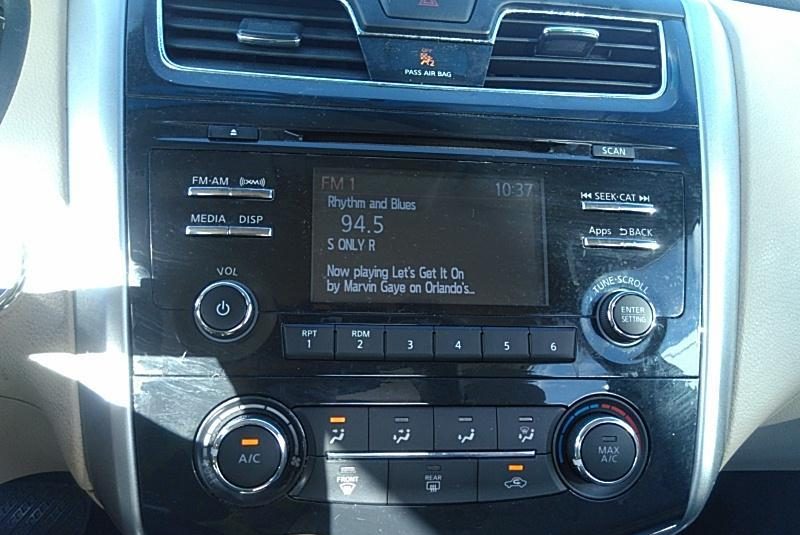 OFF
PASS AIR BAG
SCAN
FM·AM (XM)
MEDIA DISP
VOL
FM 1 10:37
Rhythm and Blues
94.5
S ONLY R
Now playing Let's Get It On
by Marvin Gaye on Orlando's...
SEEK·CAT
Apps BACK
TUNE·SCROLL
ENTER
SETTING
RPT
1
RDM
2
3
4
5
6
A/C
FRONT
REAR
MAX
A/C